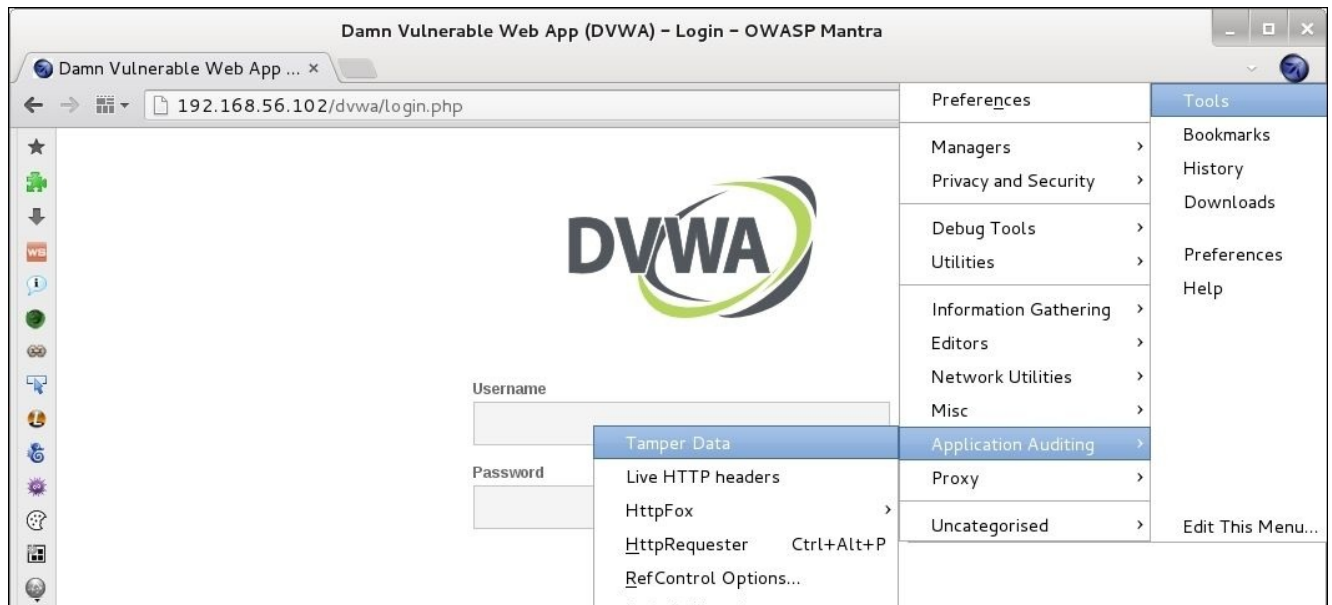 Damn Vulnerable Web App (DVWA) – Login – OWASP Mantra
Damn Vulnerable Web App ... ×
192.168.56.102/dvwa/login.php
WB
DVWA
Username
Password
Tamper Data
Live HTTP headers
HttpFox
HttpRequester Ctrl+Alt+P
RefControl Options...
Preferences
Managers
Privacy and Security
Debug Tools
Utilities
Information Gathering
Editors
Network Utilities
Misc
Application Auditing
Proxy
Uncategorised
Tools
Bookmarks
History
Downloads
Preferences
Help
Edit This Menu...